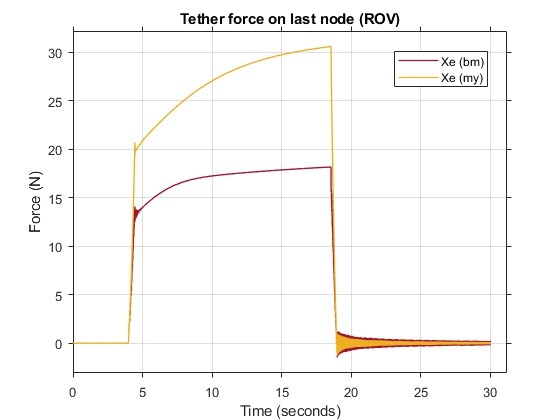 Tether force on last node (ROV)
Force (N)
30
25
20
15
10
5
0
Xe (bm)
Xe (my)
0 5 10 15 20 25 30
Time (seconds)